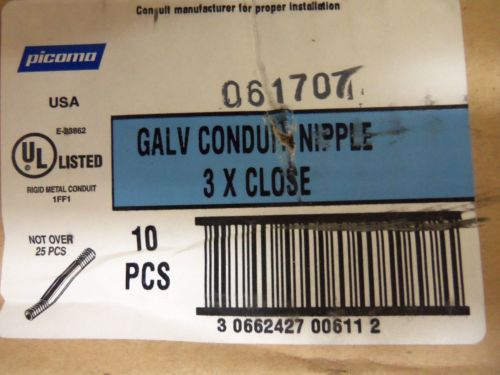 Consult manufacturer for proper installation
picoma
061707
USA
E-23862
UL LISTED
RIGID METAL CONDUIT
1FF1
GALV CONDUIT NIPPLE
3 X CLOSE
NOT OVER
25 PCS
10
PCS
3 0662427 00611 2